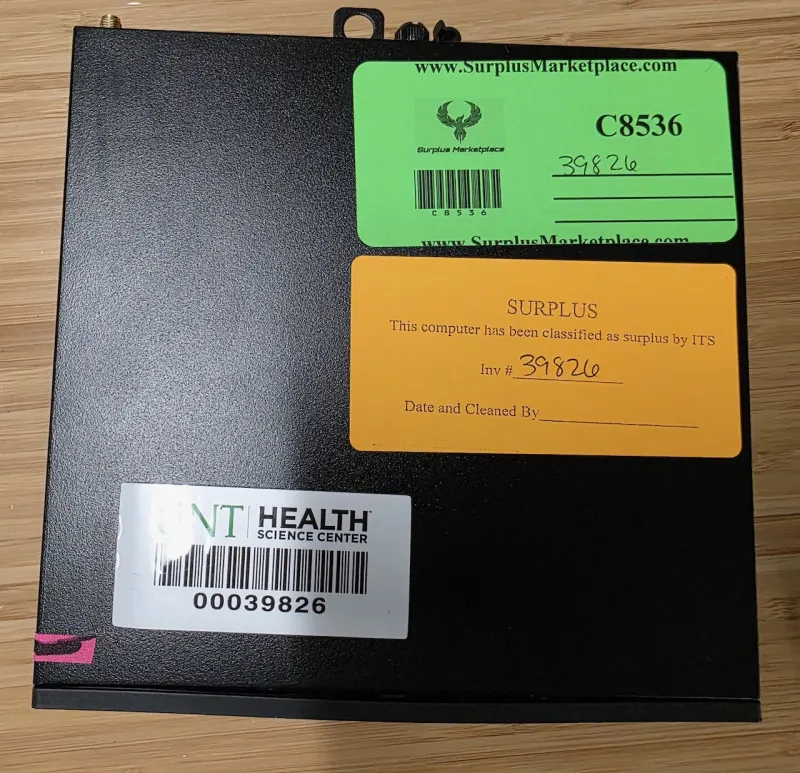 www.SurplusMarketplace.com
C8536
Surplus Marketplace
39826
C8536
www.SurplusMarketplace.com
SURPLUS
This computer has been classified as surplus by ITS
Inv # 39826
Date and Cleaned By
UNT HEALTH
SCIENCE CENTER
00039826